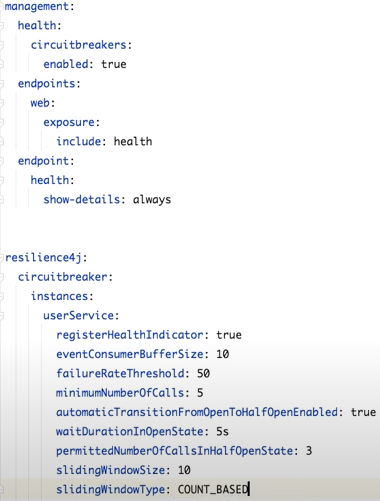 management:
  health:
    circuitbreakers:
      enabled: true
  endpoints:
    web:
      exposure:
        include: health
  endpoint:
    health:
      show-details: always
resilience4j:
  circuitbreaker:
    instances:
      userService:
        registerHealthIndicator: true
        eventConsumerBufferSize: 10
        failureRateThreshold: 50
        minimumNumberOfCalls: 5
        automaticTransitionFromOpenToHalfOpenEnabled: true
        waitDurationInOpenState: 5s
        permittedNumberOfCallsInHalfOpenState: 3
        slidingWindowSize: 10
        slidingWindowType: COUNT_BASED